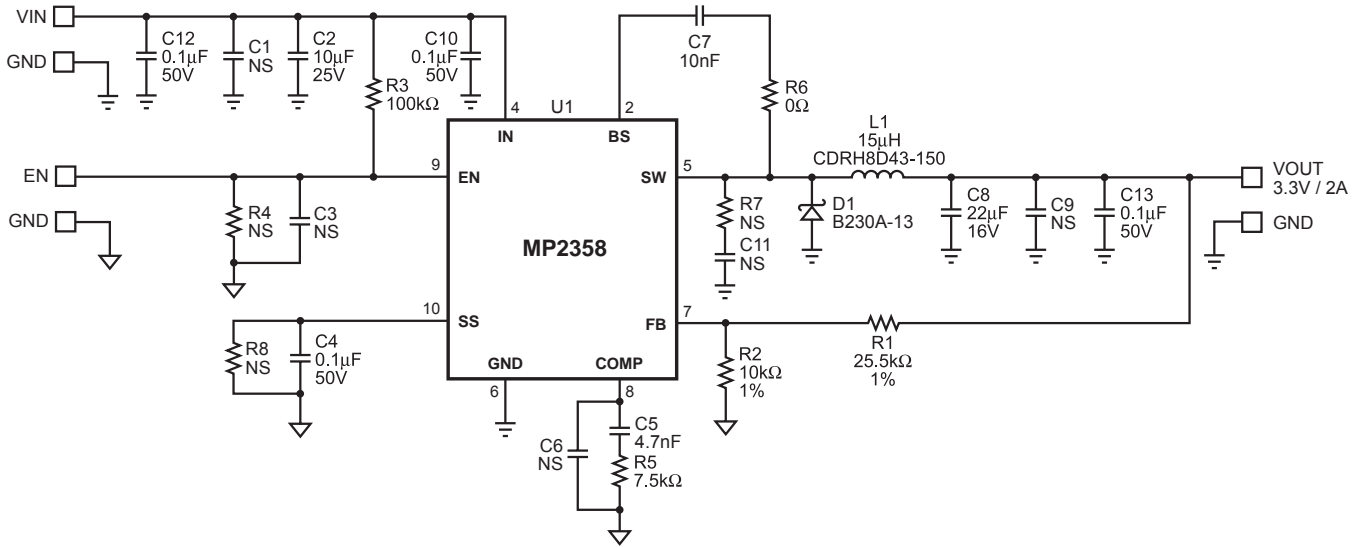 VIN
GND
C12
0.1µF
50V
C1
NS
C2
10µF
25V
R3
100kΩ
C10
0.1µF
50V
C7
10nF
R6
0Ω
U1
4
IN
2
BS
EN
GND
9
EN
R4
NS
C3
NS
MP2358
5
SW
R7
NS
C11
NS
D1
B230A-13
L1
15µH
CDRH8D43-150
C8
22µF
16V
C9
NS
C13
0.1µF
50V
VOUT
3.3V / 2A
GND
10
SS
R8
NS
C4
0.1µF
50V
7
FB
R2
10kΩ
1%
R1
25.5kΩ
1%
GND
6
COMP
8
C6
NS
C5
4.7nF
R5
7.5kΩ